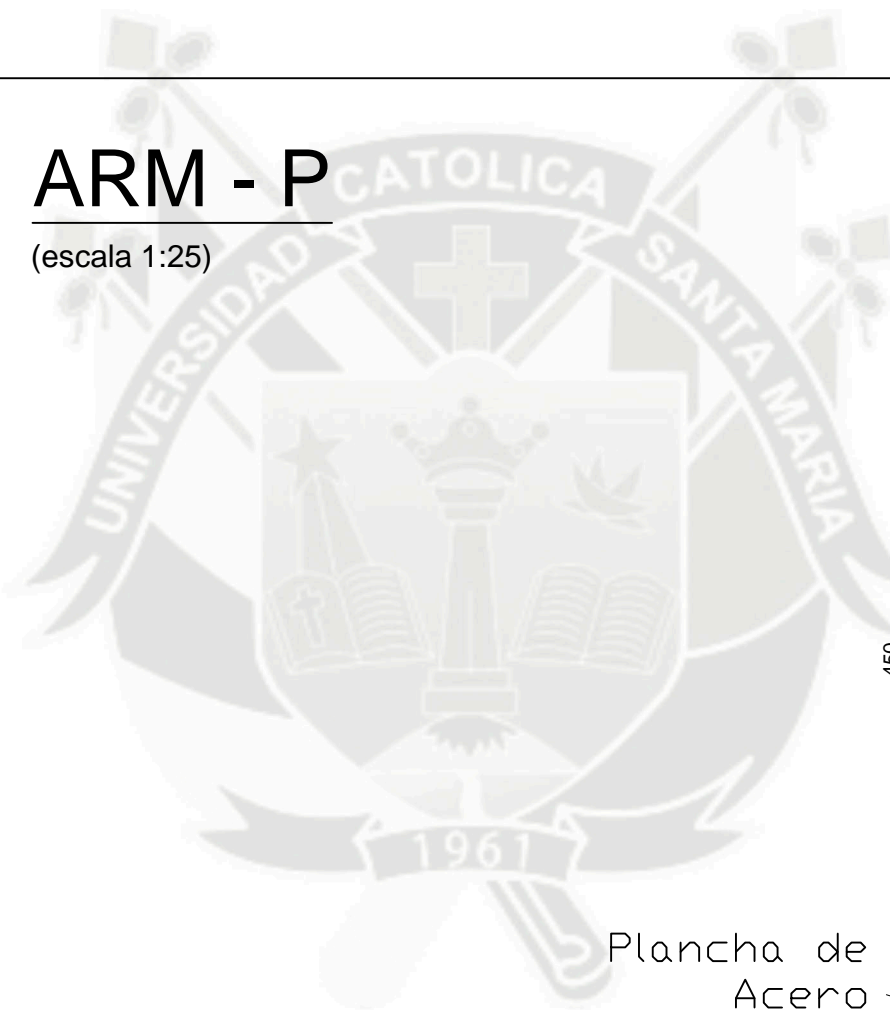 ARM - P
(escala 1:25)
UNIVERSIDAD CATOLICA SANTA MARIA
1961
Plancha de
Acero